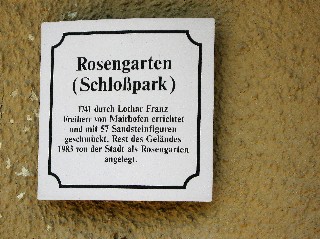 Rosengarten
(Schloßpark)
1741 durch Lothar Franz
Freiherr von Mairhofen errichtet
und mit 57 Sandsteinfiguren
geschmückt. Rest des Geländes
1983 von der Stadt als Rosengarten
angelegt.